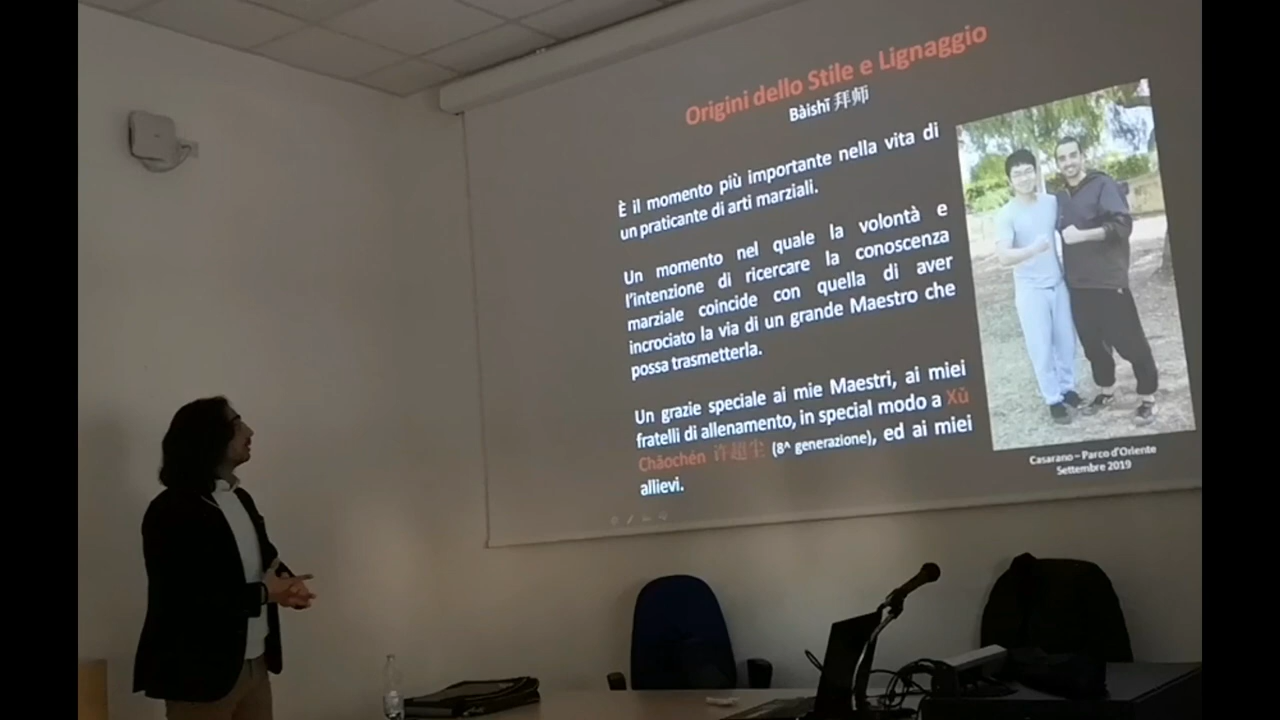 Origini dello Stile e Lignaggio
Bàishī 拜师
È il momento più importante nella vita di
un praticante di arti marziali.
Un momento nel quale la volontà e
l'intenzione di ricercare la conoscenza
marziale coincide con quella di aver
incrociato la via di un grande Maestro che
possa trasmetterla.
Un grazie speciale ai mie Maestri, ai miei
fratelli di allenamento, in special modo a Xǔ
Chāochén 许超尘 (8^ generazione), ed ai miei
allievi.
Casarano – Parco d'Oriente
Settembre 2019